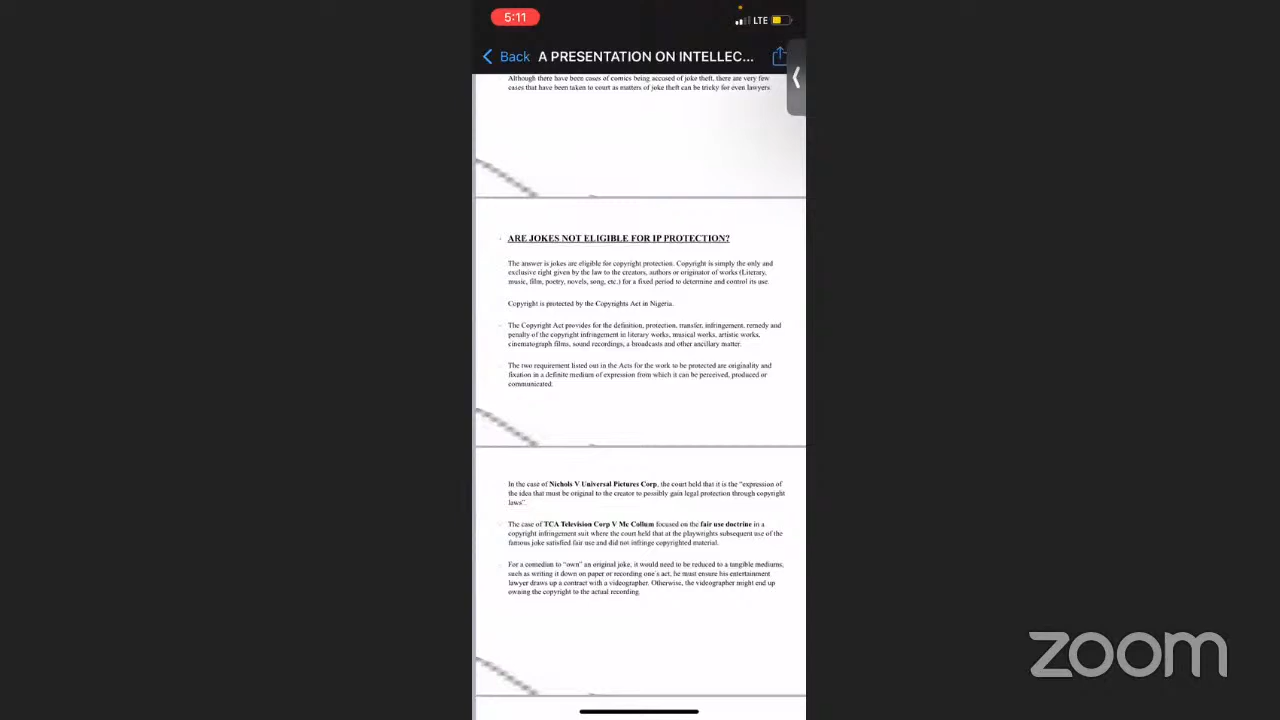 5:11
LTE
Back A PRESENTATION ON INTELLEC...
Although there have been cases of comics being accused of joke theft, there are very few
cases that have been taken to court as matters of joke theft can be tricky for even lawyers.
ARE JOKES NOT ELIGIBLE FOR IP PROTECTION?
The answer is jokes are eligible for copyright protection. Copyright is simply the only and
exclusive right given by the law to the creators, authors or originator of works (Literary,
music, film, poetry, novels, song, etc.) for a fixed period to determine and control its use.
Copyright is protected by the Copyrights Act in Nigeria.
The Copyright Act provides for the definition, protection, transfer, infringement, remedy and
penalty of the copyright infringement in literary works, musical works, artistic works,
cinematograph films, sound recordings, a broadcasts and other ancillary matter.
The two requirement listed out in the Acts for the work to be protected are originality and
fixation in a definite medium of expression from which it can be perceived, produced or
communicated.
In the case of Nichols V Universal Pictures Corp, the court held that it is the “expression of
the idea that must be original to the creator to possibly gain legal protection through copyright
laws”.
The case of TCA Television Corp V Mc Collum focused on the fair use doctrine in a
copyright infringement suit where the court held that at the playwrights subsequent use of the
famous joke satisfied fair use and did not infringe copyrighted material.
For a comedian to “own” an original joke, it would need to be reduced to a tangible mediums,
such as writing it down on paper or recording one's act, he must ensure his entertainment
lawyer draws up a contract with a videographer. Otherwise, the videographer might end up
owning the copyright to the actual recording.
zoom